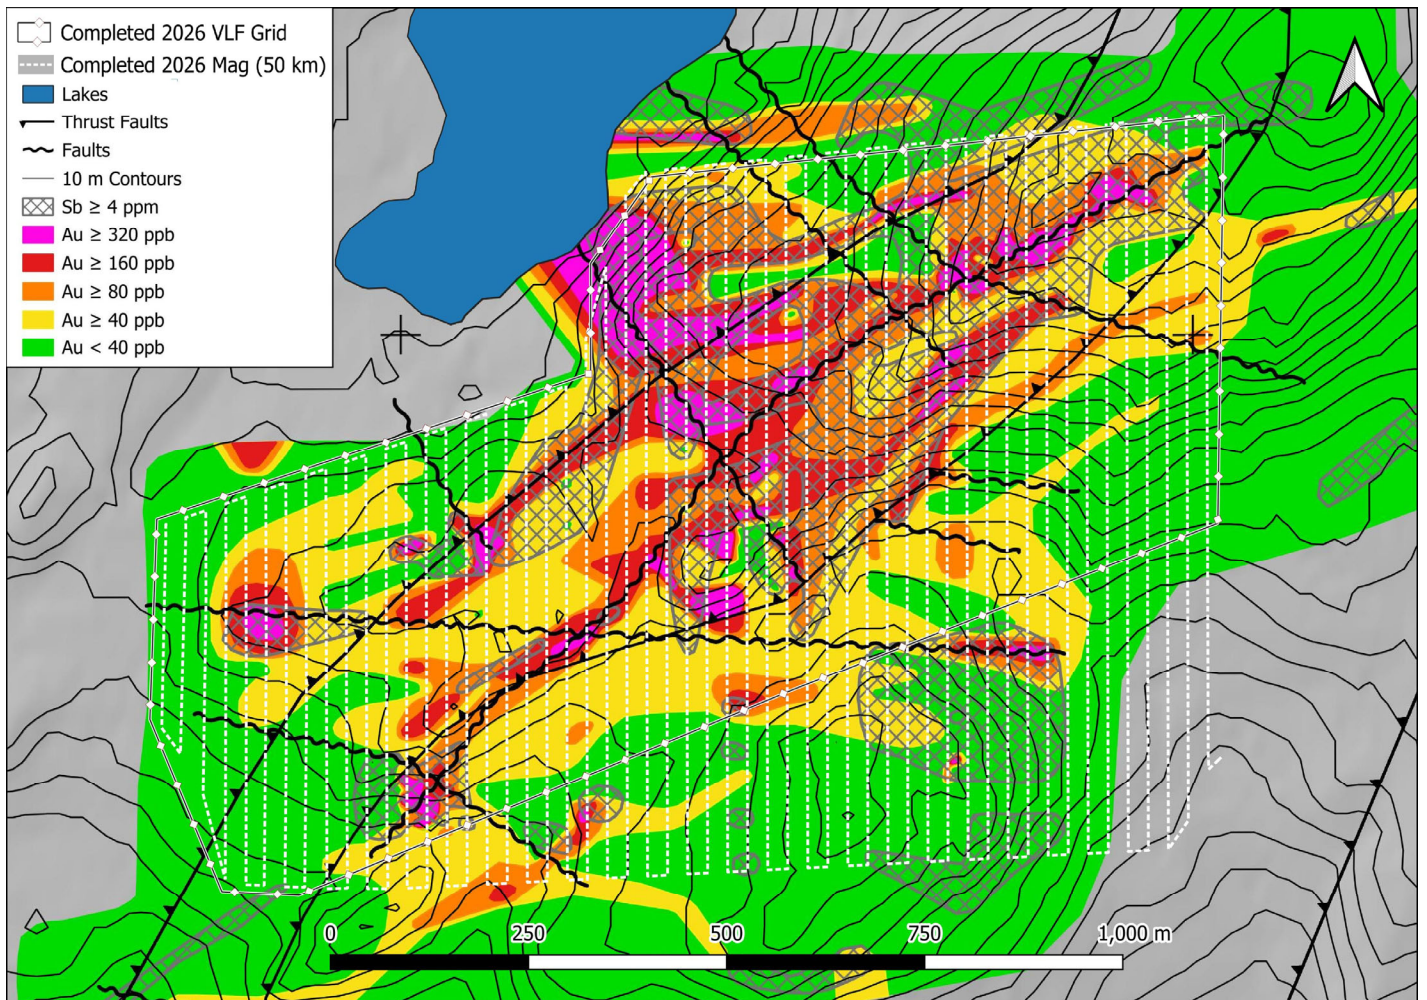 Completed 2026 VLF Grid
Completed 2026 Mag (50 km)
Lakes
Thrust Faults
Faults
10 m Contours
Sb ≥ 4 ppm
Au ≥ 320 ppb
Au ≥ 160 ppb
Au ≥ 80 ppb
Au ≥ 40 ppb
Au < 40 ppb
0 250 500 750 1,000 m